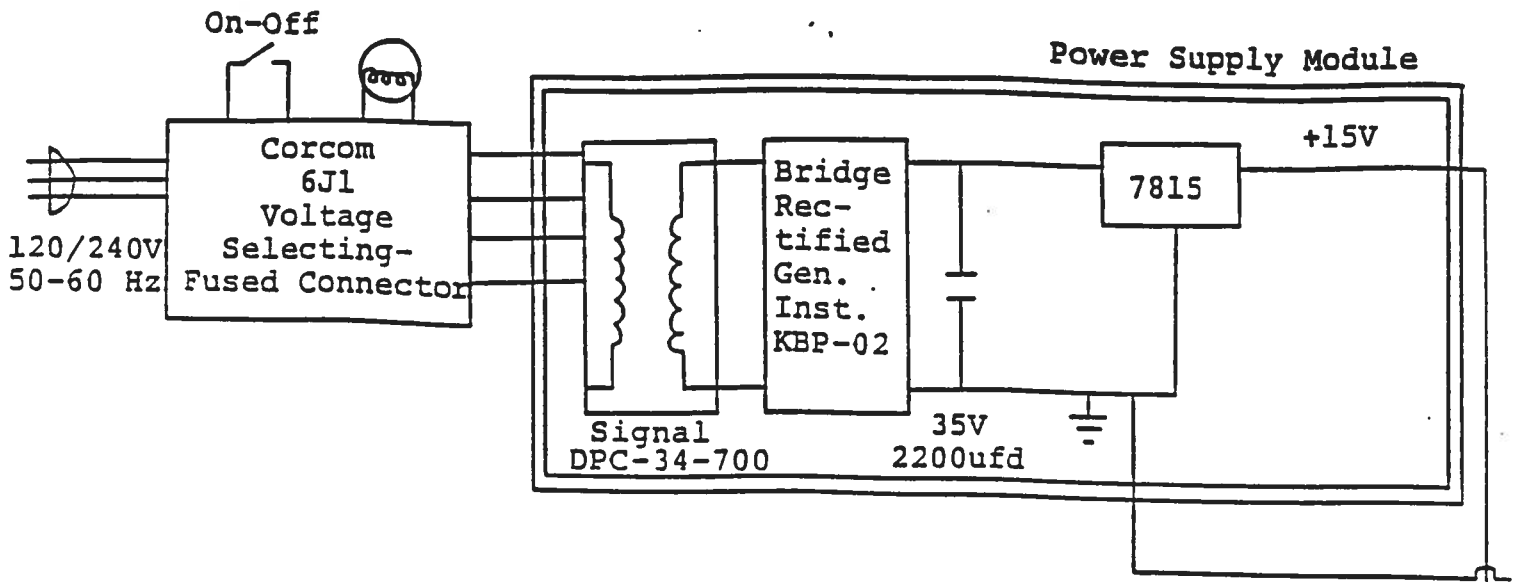 On-Off
Power Supply Module
Corcom
6J1
Voltage
Selecting-
Fused Connector
120/240V
50-60 Hz
Signal
DPC-34-700
Bridge
Rec-
tified
Gen.
Inst.
KBP-02
35V
2200ufd
7815
+15V